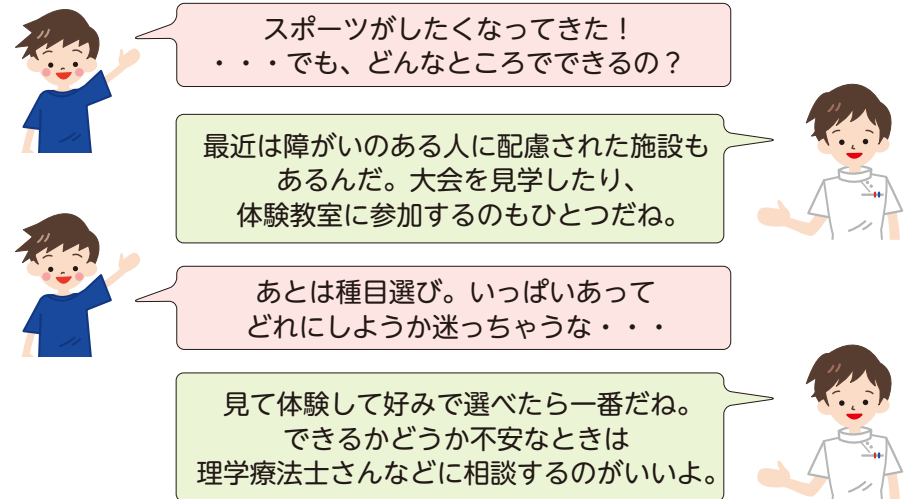 スポーツがしたくなってきた！
・・・でも、どんなところでできるの？
最近は障がいのある人に配慮された施設も
あるんだ。大会を見学したり、
体験教室に参加するのもひとつだね。
あとは種目選び。いっぱいあって
どれにしようか迷っちゃうな・・・
見て体験して好みで選べたら一番だね。
できるかどうか不安なときは
理学療法士さんなどに相談するのがいいよ。